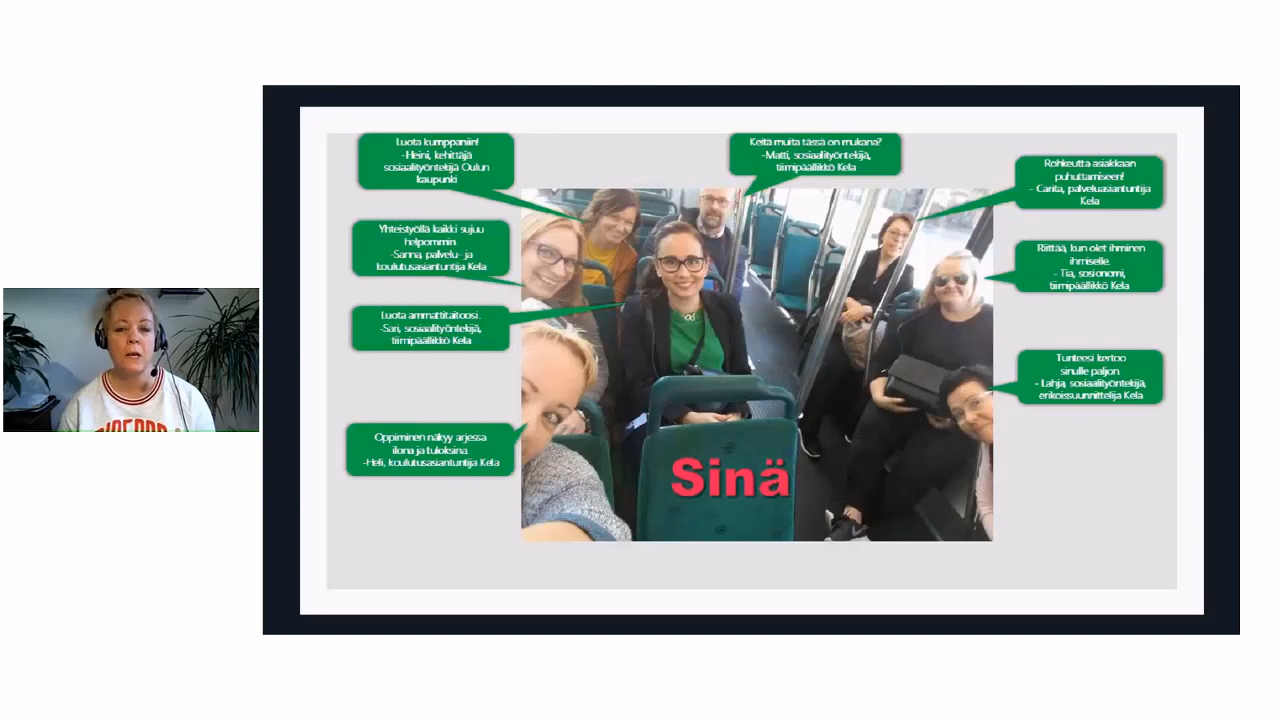 Luota kumppaniin!
-Heini, kehittäjä
sosiaalityöntekijä Oulun
kaupunki
Yhteistyöllä kaikki sujuu
helpommin.
-Sanna, palvelu- ja
koulutusasiantuntija Kela
Luota ammattitaitoosi.
-Sari, sosiaalityöntekijä,
tiimipäällikkö Kela
Oppiminen näkyy arjessa
ilona ja tuloksina.
-Heli, koulutusasiantuntija Kela
Keitä muita tässä on mukana?
-Matti, sosiaalityöntekijä,
tiimipäällikkö Kela
Rohkeutta asiakkaan
puhuttamiseen!
- Carita, palveluasiantuntija
Kela
Riittää, kun olet ihminen
ihmiselle.
- Tia, sosionomi,
tiimipäällikkö Kela
Tunteesi kertoo
sinulle paljon.
- Lahja, sosiaalityöntekijä,
erikoissuunnittelija Kela
Sinä